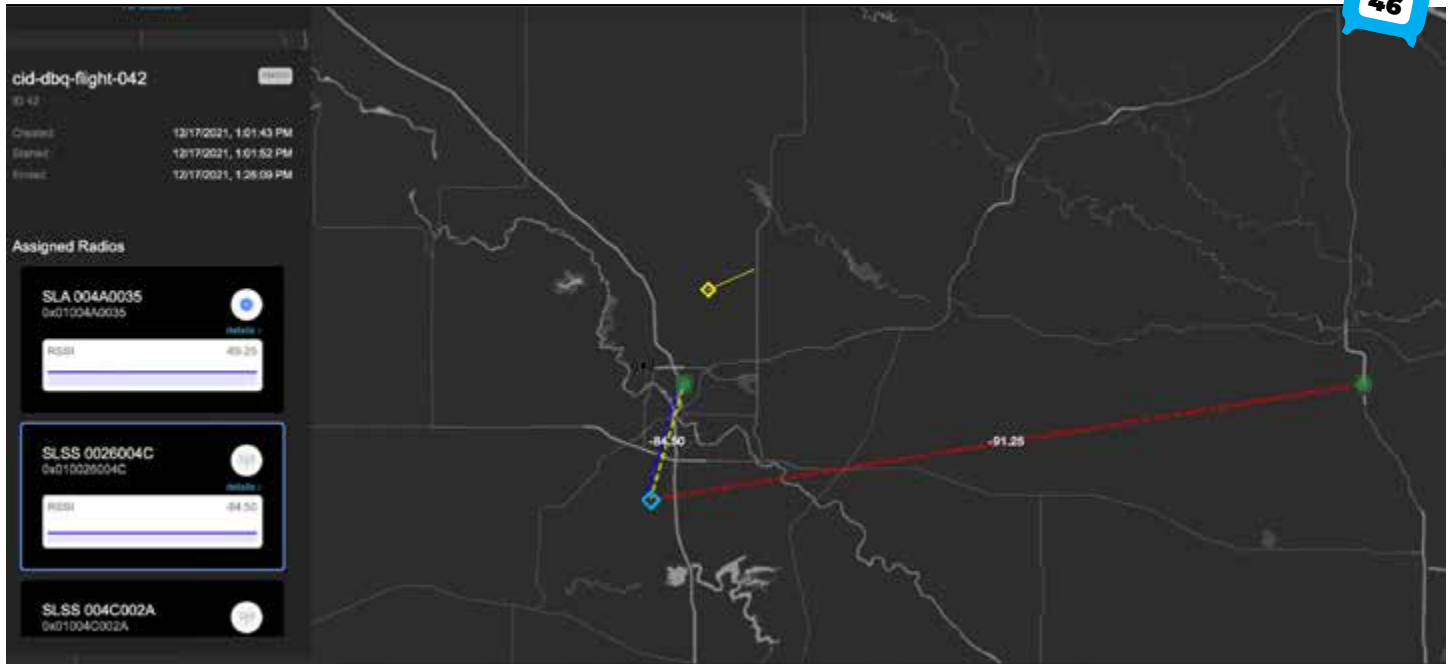 46
cid-dbq-flight-042
ID 42
Created 12/17/2021, 1:01:43 PM
Started 12/17/2021, 1:01:52 PM
Ended 12/17/2021, 1:26:09 PM
Assigned Radios
SLA 004A0035
0x01004A0035
details ›
RSSI -69.25
SLSS 0026004C
0x010026004C
details ›
RSSI -84.50
SLSS 004C002A
0x01004C002A
-84.50
-91.25